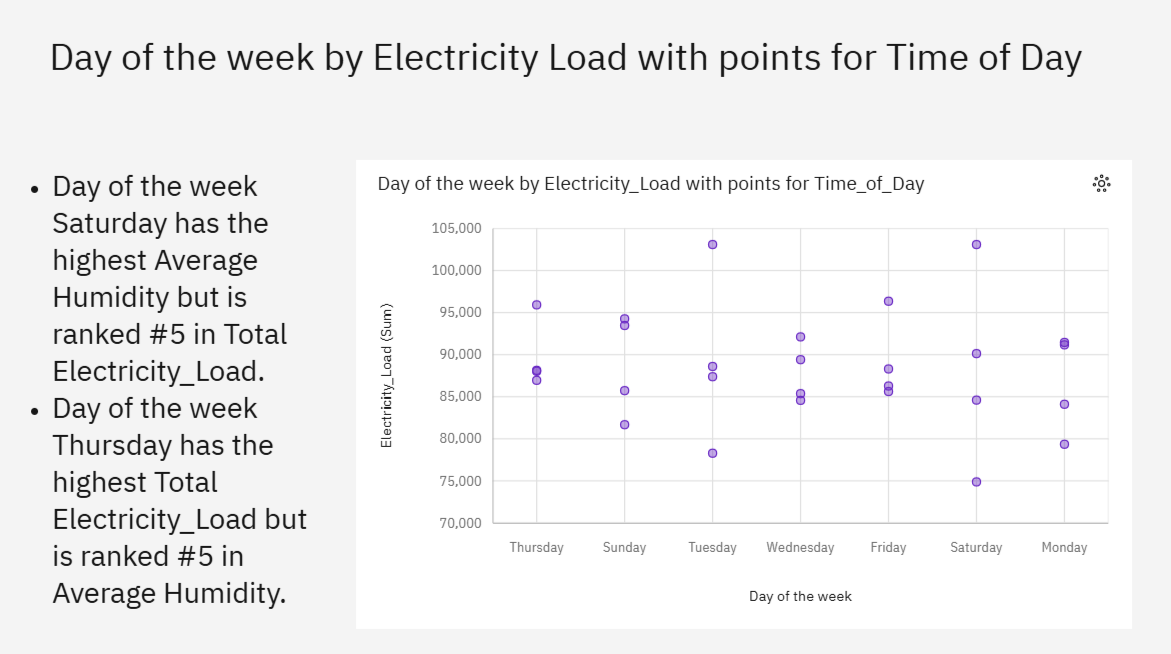 Day of the week by Electricity Load with points for Time of Day
• Day of the week
Saturday has the
highest Average
Humidity but is
ranked #5 in Total
Electricity_Load.
• Day of the week
Thursday has the
highest Total
Electricity_Load but
is ranked #5 in
Average Humidity.
Day of the week by Electricity_Load with points for Time_of_Day
Electricity_Load (Sum)
105,000
100,000
95,000
90,000
85,000
80,000
75,000
70,000
Thursday Sunday Tuesday Wednesday Friday Saturday Monday
Day of the week